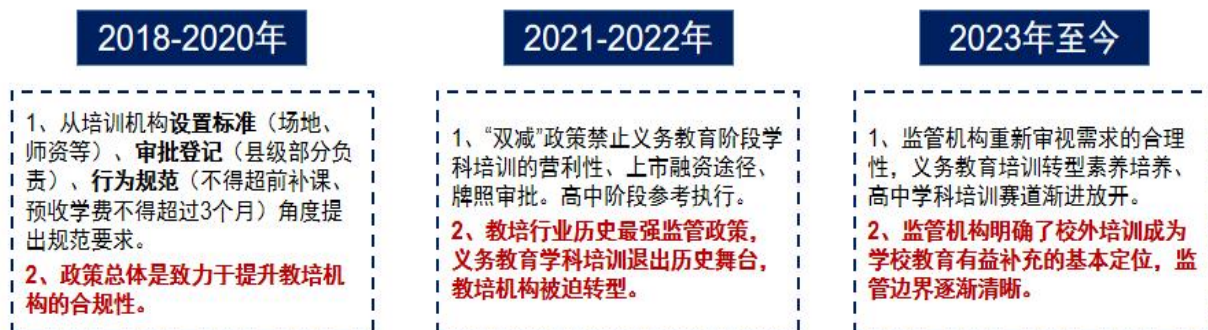 2018-2020年
1、从培训机构设置标准（场地、
师资等）、审批登记（县级部分负
责）、行为规范（不得超前补课、
预收学费不得超过3个月）角度提
出规范要求。
2、政策总体是致力于提升教培机
构的合规性。
2021-2022年
1、“双减”政策禁止义务教育阶段学
科培训的营利性、上市融资途径、
牌照审批。高中阶段参考执行。
2、教培行业历史最强监管政策，
义务教育学科培训退出历史舞台，
教培机构被迫转型。
2023年至今
1、监管机构重新审视需求的合理
性，义务教育培训转型素养培养、
高中学科培训赛道渐进放开。
2、监管机构明确了校外培训成为
学校教育有益补充的基本定位，监
管边界逐渐清晰。